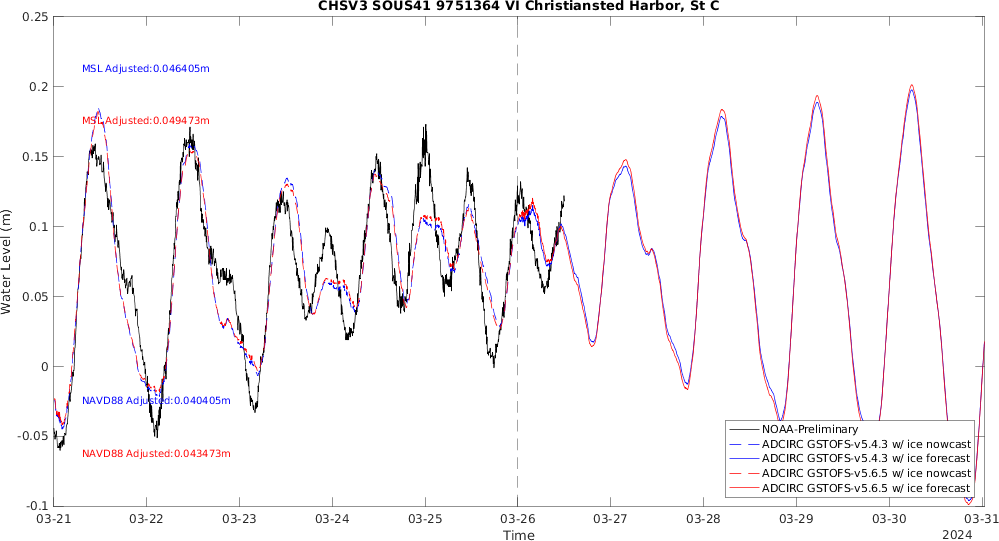 CHSV3 SOUS41 9751364 VI Christiansted Harbor, St C
0.25
0.2
0.15
0.1
0.05
0
-0.05
-0.1
Water Level (m)
MSL Adjusted:0.046405m
MSL Adjusted:0.049473m
NAVD88 Adjusted:0.040405m
NAVD88 Adjusted:0.043473m
NOAA-Preliminary
ADCIRC GSTOFS-v5.4.3 w/ ice nowcast
ADCIRC GSTOFS-v5.4.3 w/ ice forecast
ADCIRC GSTOFS-v5.6.5 w/ ice nowcast
ADCIRC GSTOFS-v5.6.5 w/ ice forecast
03-21 03-22 03-23 03-24 03-25 03-26 03-27 03-28 03-29 03-30 03-31
Time
2024